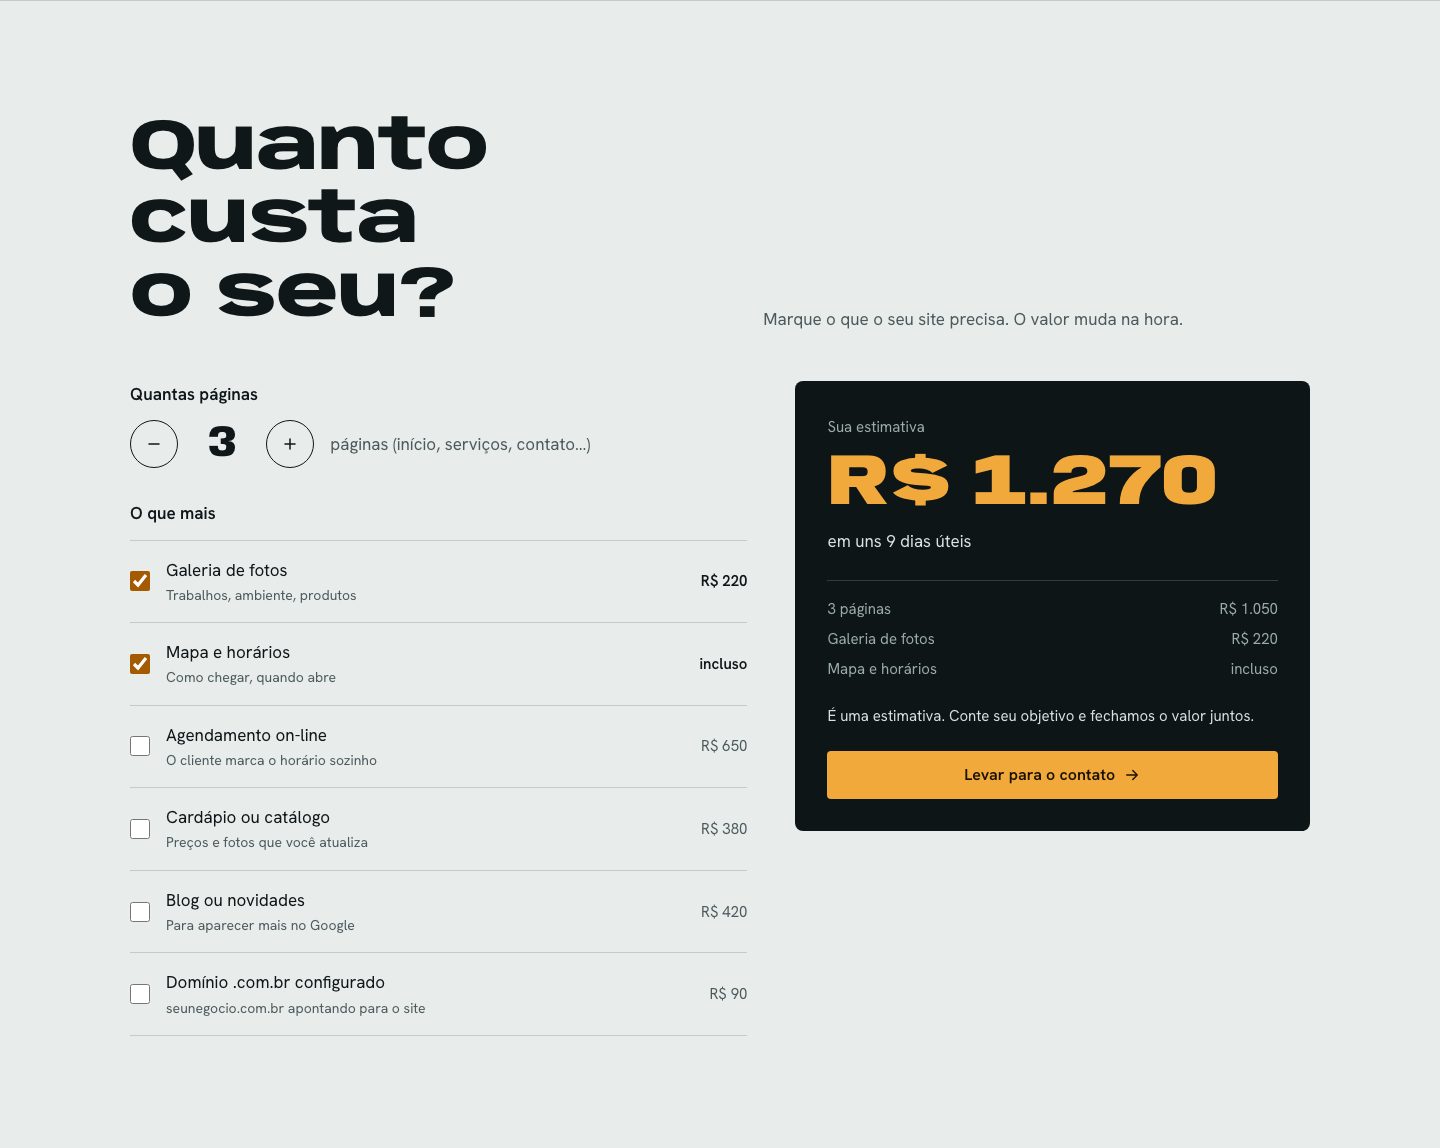 Quanto
custa
o seu?
Marque o que o seu site precisa. O valor muda na hora.
Quantas páginas
− 3 + páginas (início, serviços, contato...)
O que mais
Galeria de fotos
Trabalhos, ambiente, produtos
R$ 220
Mapa e horários
Como chegar, quando abre
incluso
Agendamento on-line
O cliente marca o horário sozinho
R$ 650
Cardápio ou catálogo
Preços e fotos que você atualiza
R$ 380
Blog ou novidades
Para aparecer mais no Google
R$ 420
Domínio .com.br configurado
seunegocio.com.br apontando para o site
R$ 90
Sua estimativa
R$ 1.270
em uns 9 dias úteis
3 páginas R$ 1.050
Galeria de fotos R$ 220
Mapa e horários incluso
É uma estimativa. Conte seu objetivo e fechamos o valor juntos.
Levar para o contato →